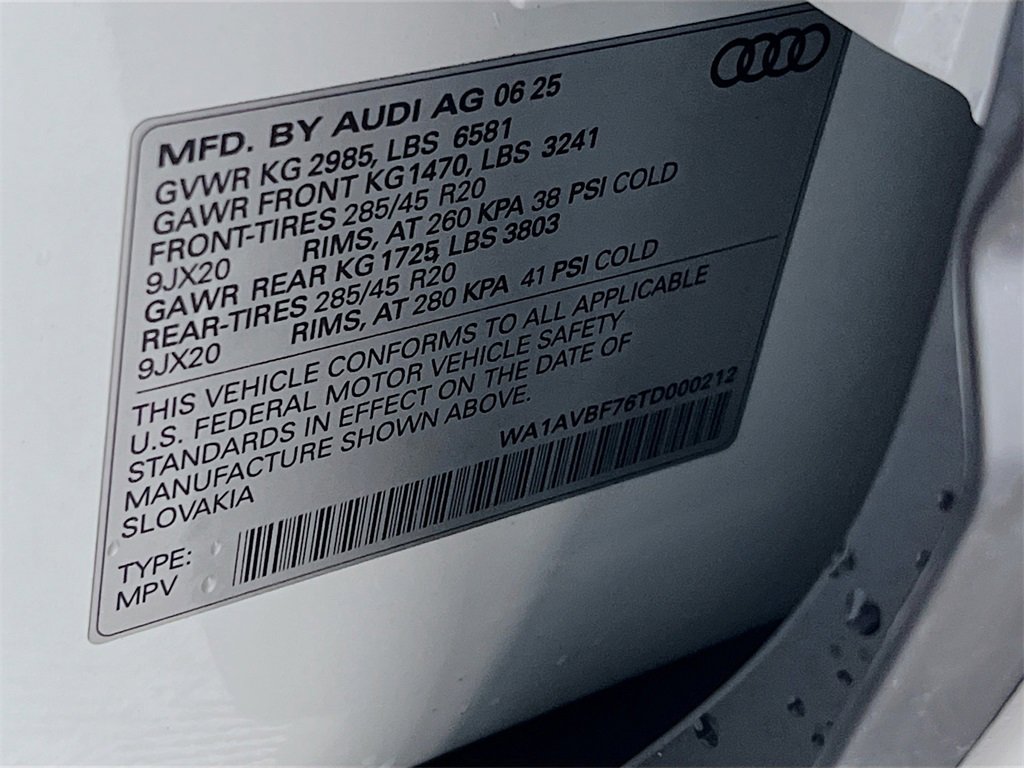 MFD. BY AUDI AG 06 25
GVWR KG 2985, LBS 6581
GAWR FRONT KG1470, LBS 3241
FRONT-TIRES 285/45 R20
9JX20 RIMS, AT 260 KPA 38 PSI COLD
GAWR REAR KG 1725, LBS 3803
REAR-TIRES 285/45 R20
9JX20 RIMS, AT 280 KPA 41 PSI COLD
THIS VEHICLE CONFORMS TO ALL APPLICABLE
U.S. FEDERAL MOTOR VEHICLE SAFETY
STANDARDS IN EFFECT ON THE DATE OF
MANUFACTURE SHOWN ABOVE.
SLOVAKIA WA1AVBF76TD000212
TYPE:
MPV